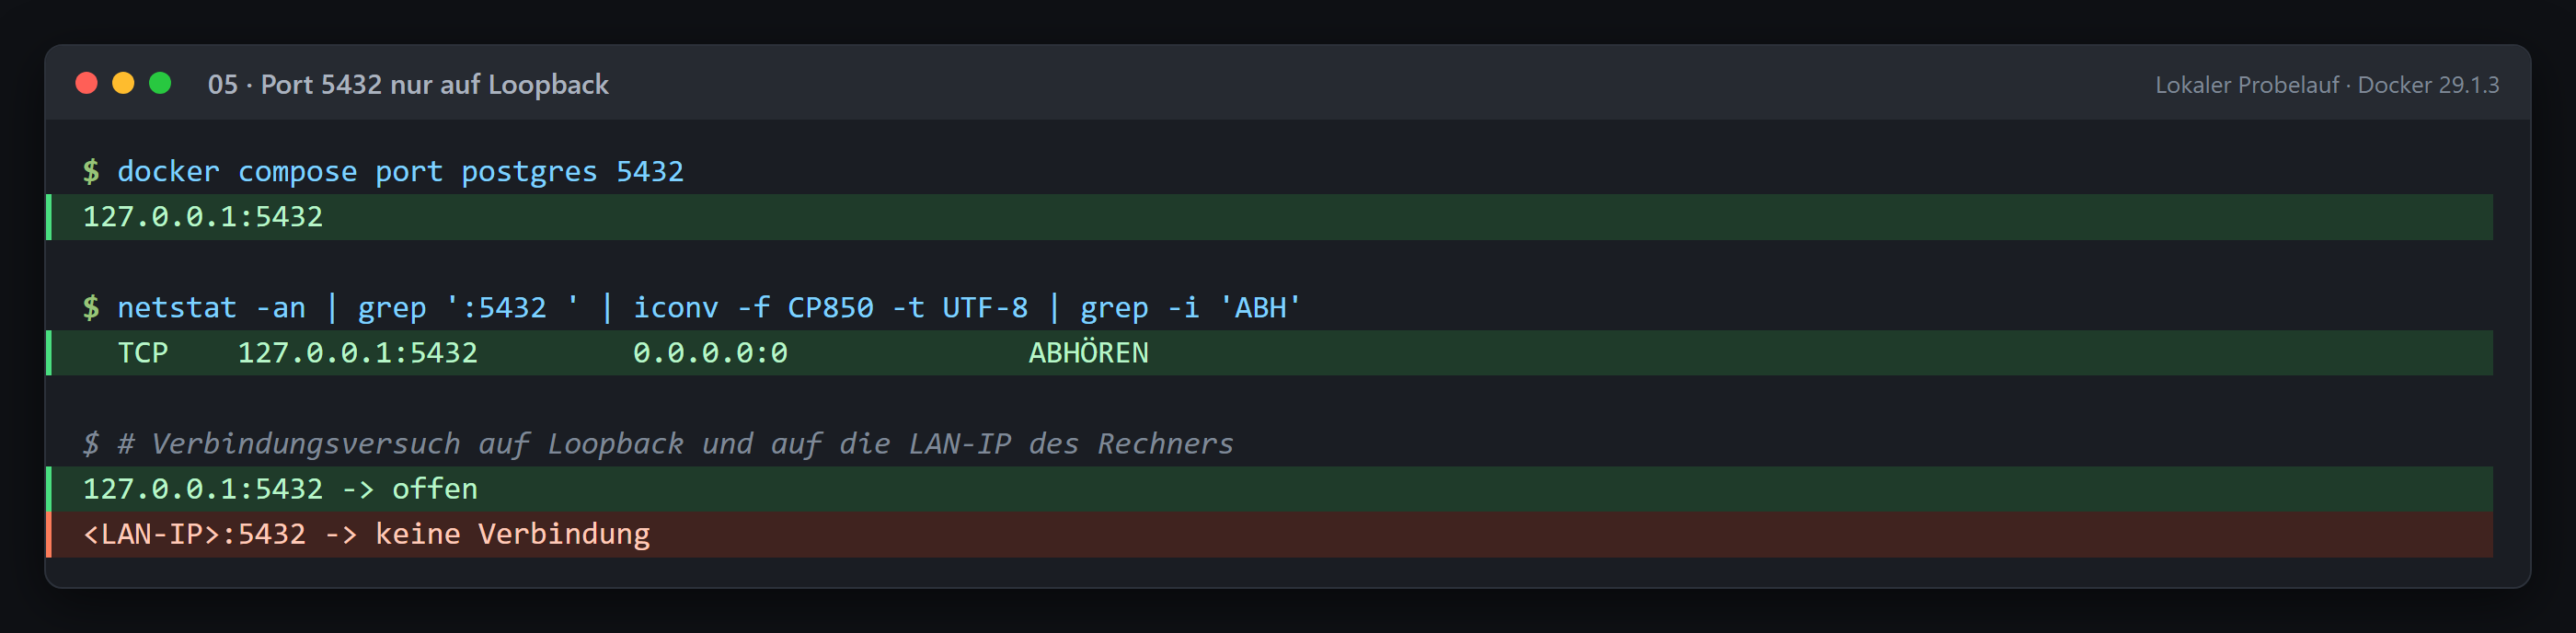 05 · Port 5432 nur auf Loopback
Lokaler Probelauf · Docker 29.1.3
$ docker compose port postgres 5432
127.0.0.1:5432
$ netstat -an | grep ':5432 ' | iconv -f CP850 -t UTF-8 | grep -i 'ABH'
  TCP    127.0.0.1:5432         0.0.0.0:0              ABHÖREN
$ # Verbindungsversuch auf Loopback und auf die LAN-IP des Rechners
127.0.0.1:5432 -> offen
<LAN-IP>:5432 -> keine Verbindung